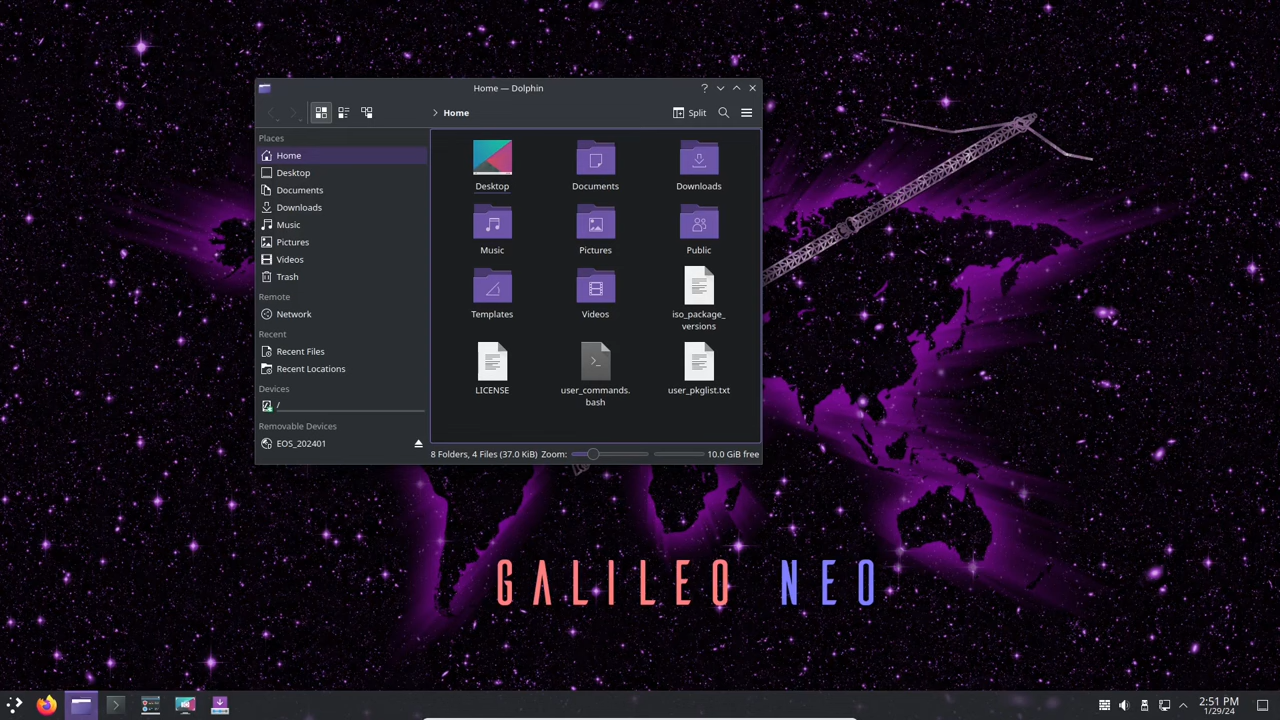 Home — Dolphin
Home
Split
Places
Home
Desktop
Documents
Downloads
Music
Pictures
Videos
Trash
Remote
Network
Recent
Recent Files
Recent Locations
Devices
/
Removable Devices
EOS_202401
Desktop
Documents
Downloads
Music
Pictures
Public
Templates
Videos
iso_package_
versions
LICENSE
user_commands.
bash
user_pkglist.txt
8 Folders, 4 Files (37.0 KiB)
Zoom:
10.0 GiB free
GALILEO NEO
2:51 PM
1/29/24